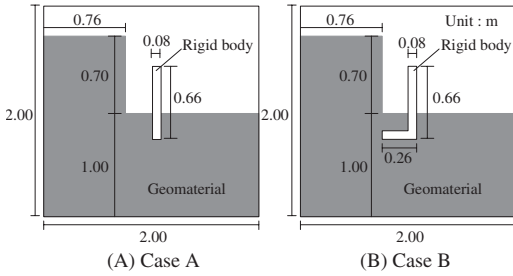 0.76
0.08
Rigid body
0.70
0.66
2.00
1.00
Geomaterial
2.00
(A) Case A
0.76
Unit : m
0.08
Rigid body
0.70
0.66
2.00
0.26
1.00
Geomaterial
2.00
(B) Case B